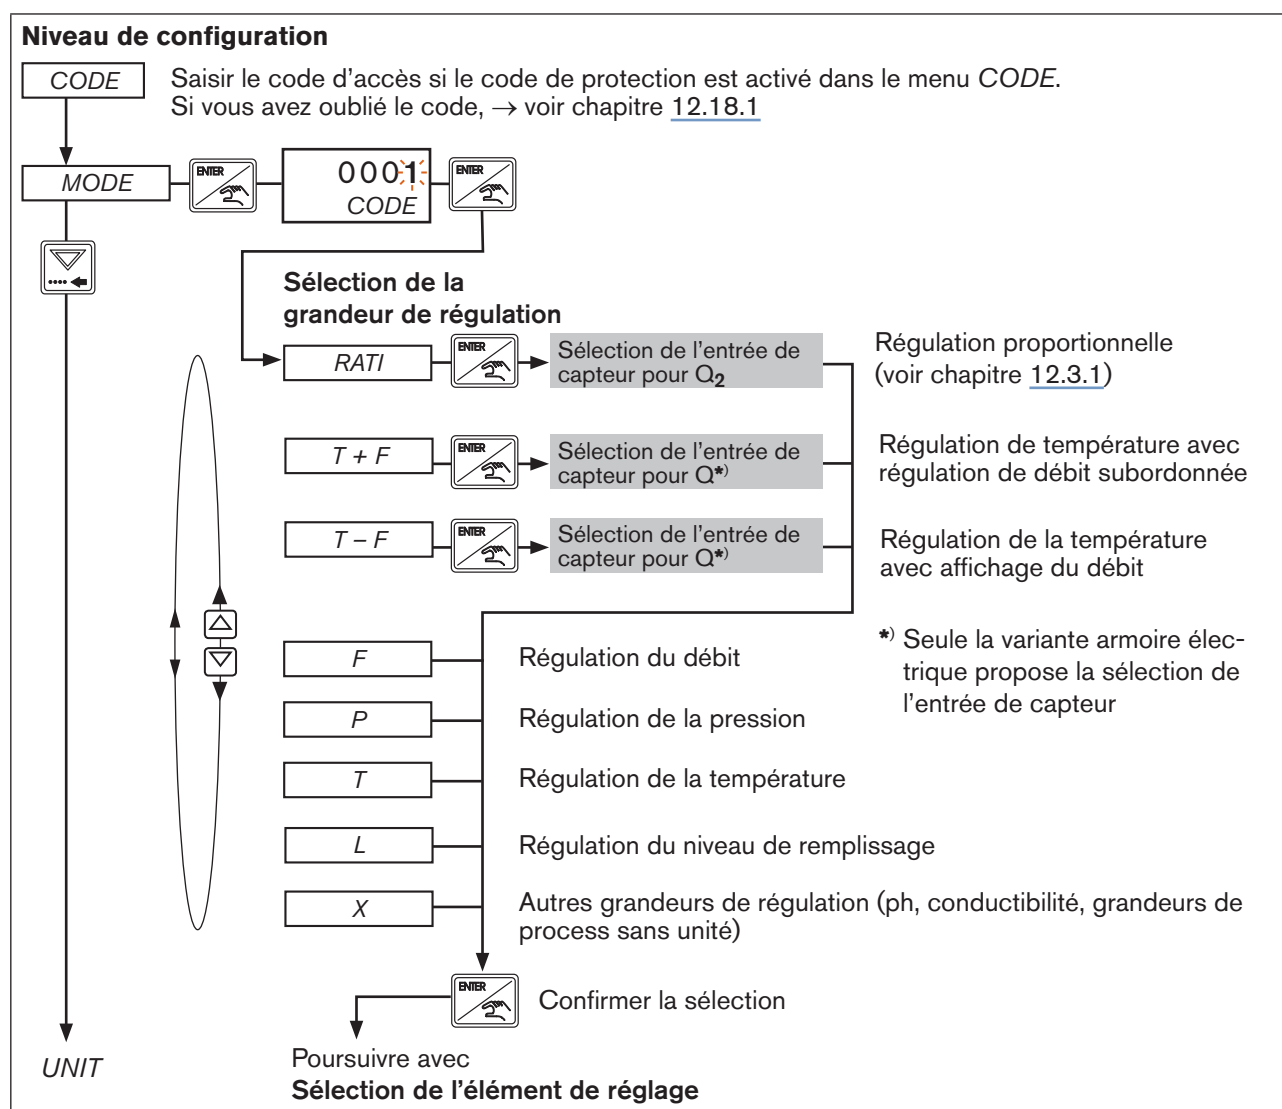 Niveau de configuration
CODE
Saisir le code d'accès si le code de protection est activé dans le menu CODE.
Si vous avez oublié le code, → voir chapitre 12.18.1
MODE
ENTER
0001
CODE
ENTER
Sélection de la
grandeur de régulation
RATI
ENTER
Sélection de l'entrée de
capteur pour Q2
Régulation proportionnelle
(voir chapitre 12.3.1)
T + F
ENTER
Sélection de l'entrée de
capteur pour Q*)
Régulation de température avec
régulation de débit subordonnée
T – F
ENTER
Sélection de l'entrée de
capteur pour Q*)
Régulation de la température
avec affichage du débit
*) Seule la variante armoire élec-
trique propose la sélection de
l'entrée de capteur
F
Régulation du débit
P
Régulation de la pression
T
Régulation de la température
L
Régulation du niveau de remplissage
X
Autres grandeurs de régulation (ph, conductibilité, grandeurs de
process sans unité)
ENTER
Confirmer la sélection
UNIT
Poursuivre avec
Sélection de l'élément de réglage